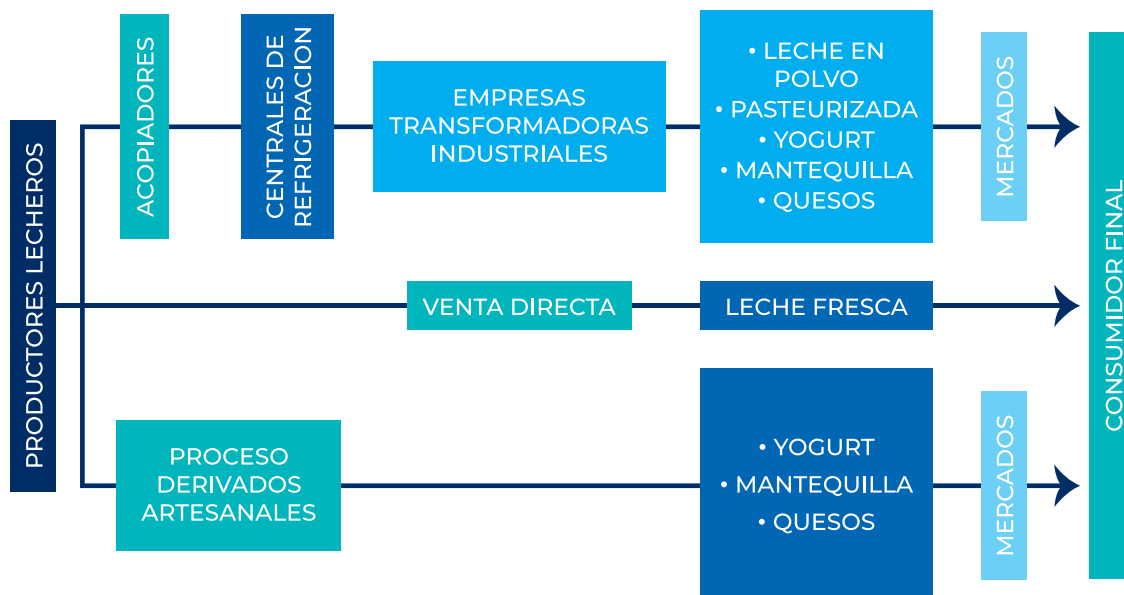 PRODUCTORES LECHEROS
ACOPIADORES
CENTRALES DE
REFRIGERACION
EMPRESAS
TRANSFORMADORAS
INDUSTRIALES
• LECHE EN
POLVO
• PASTEURIZADA
• YOGURT
• MANTEQUILLA
• QUESOS
MERCADOS
VENTA DIRECTA
LECHE FRESCA
PROCESO
DERIVADOS
ARTESANALES
• YOGURT
• MANTEQUILLA
• QUESOS
MERCADOS
CONSUMIDOR FINAL